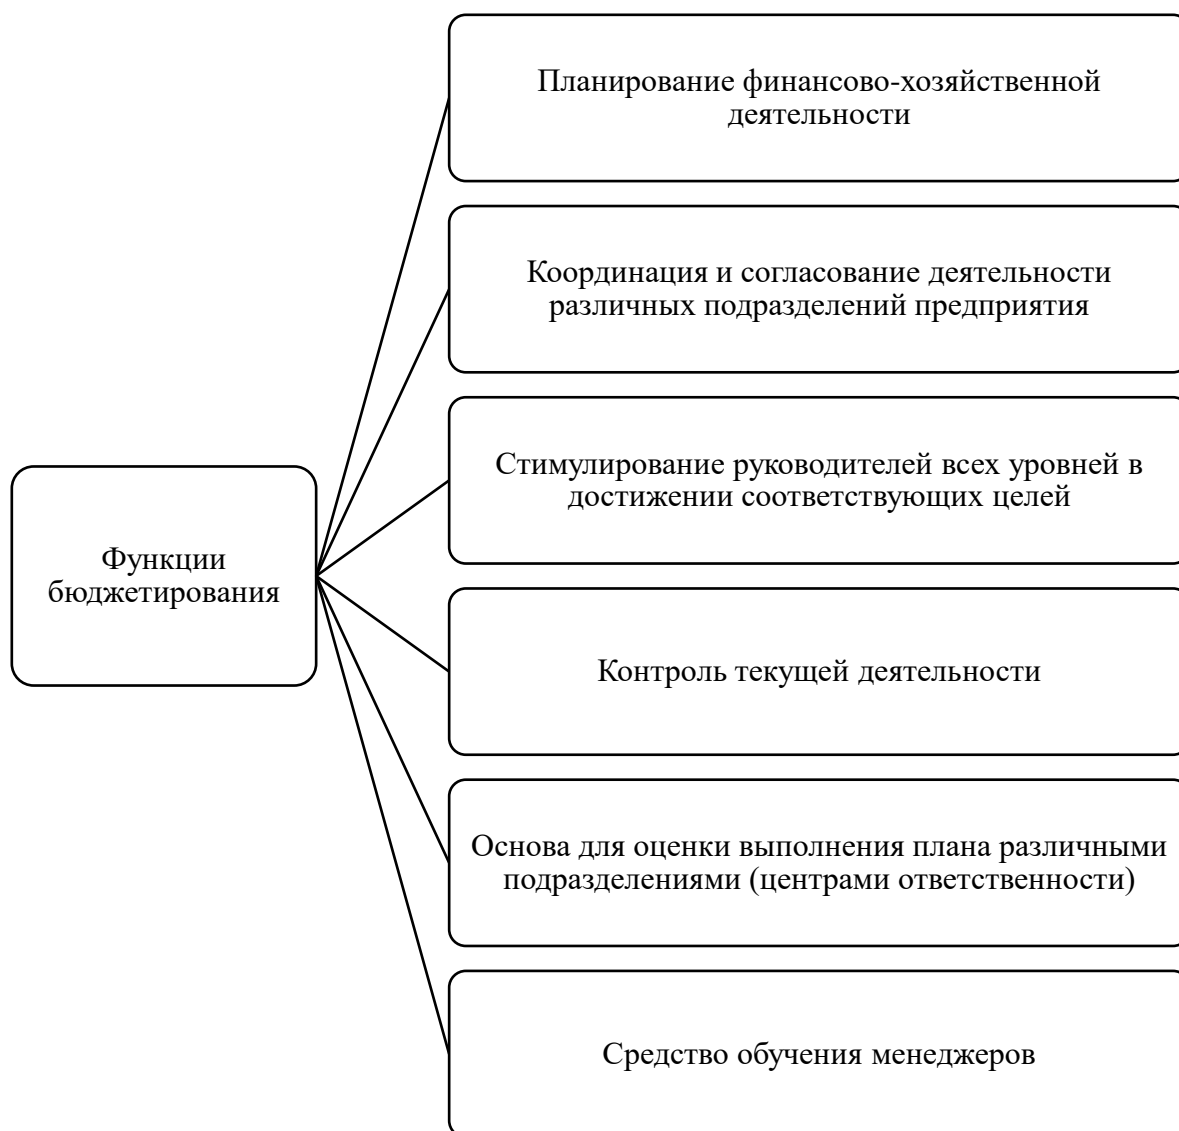 Планирование финансово-хозяйственной
деятельности
Координация и согласование деятельности
различных подразделений предприятия
Стимулирование руководителей всех уровней в
достижении соответствующих целей
Функции
бюджетирования
Контроль текущей деятельности
Основа для оценки выполнения плана различными
подразделениями (центрами ответственности)
Средство обучения менеджеров